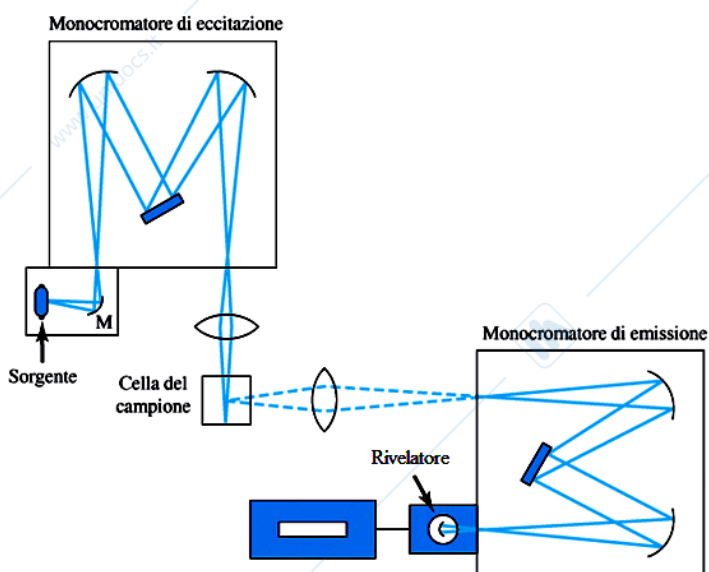 Monocromatore di eccitazione
M
Sorgente
Cella del
campione
Monocromatore di emissione
Rivelatore